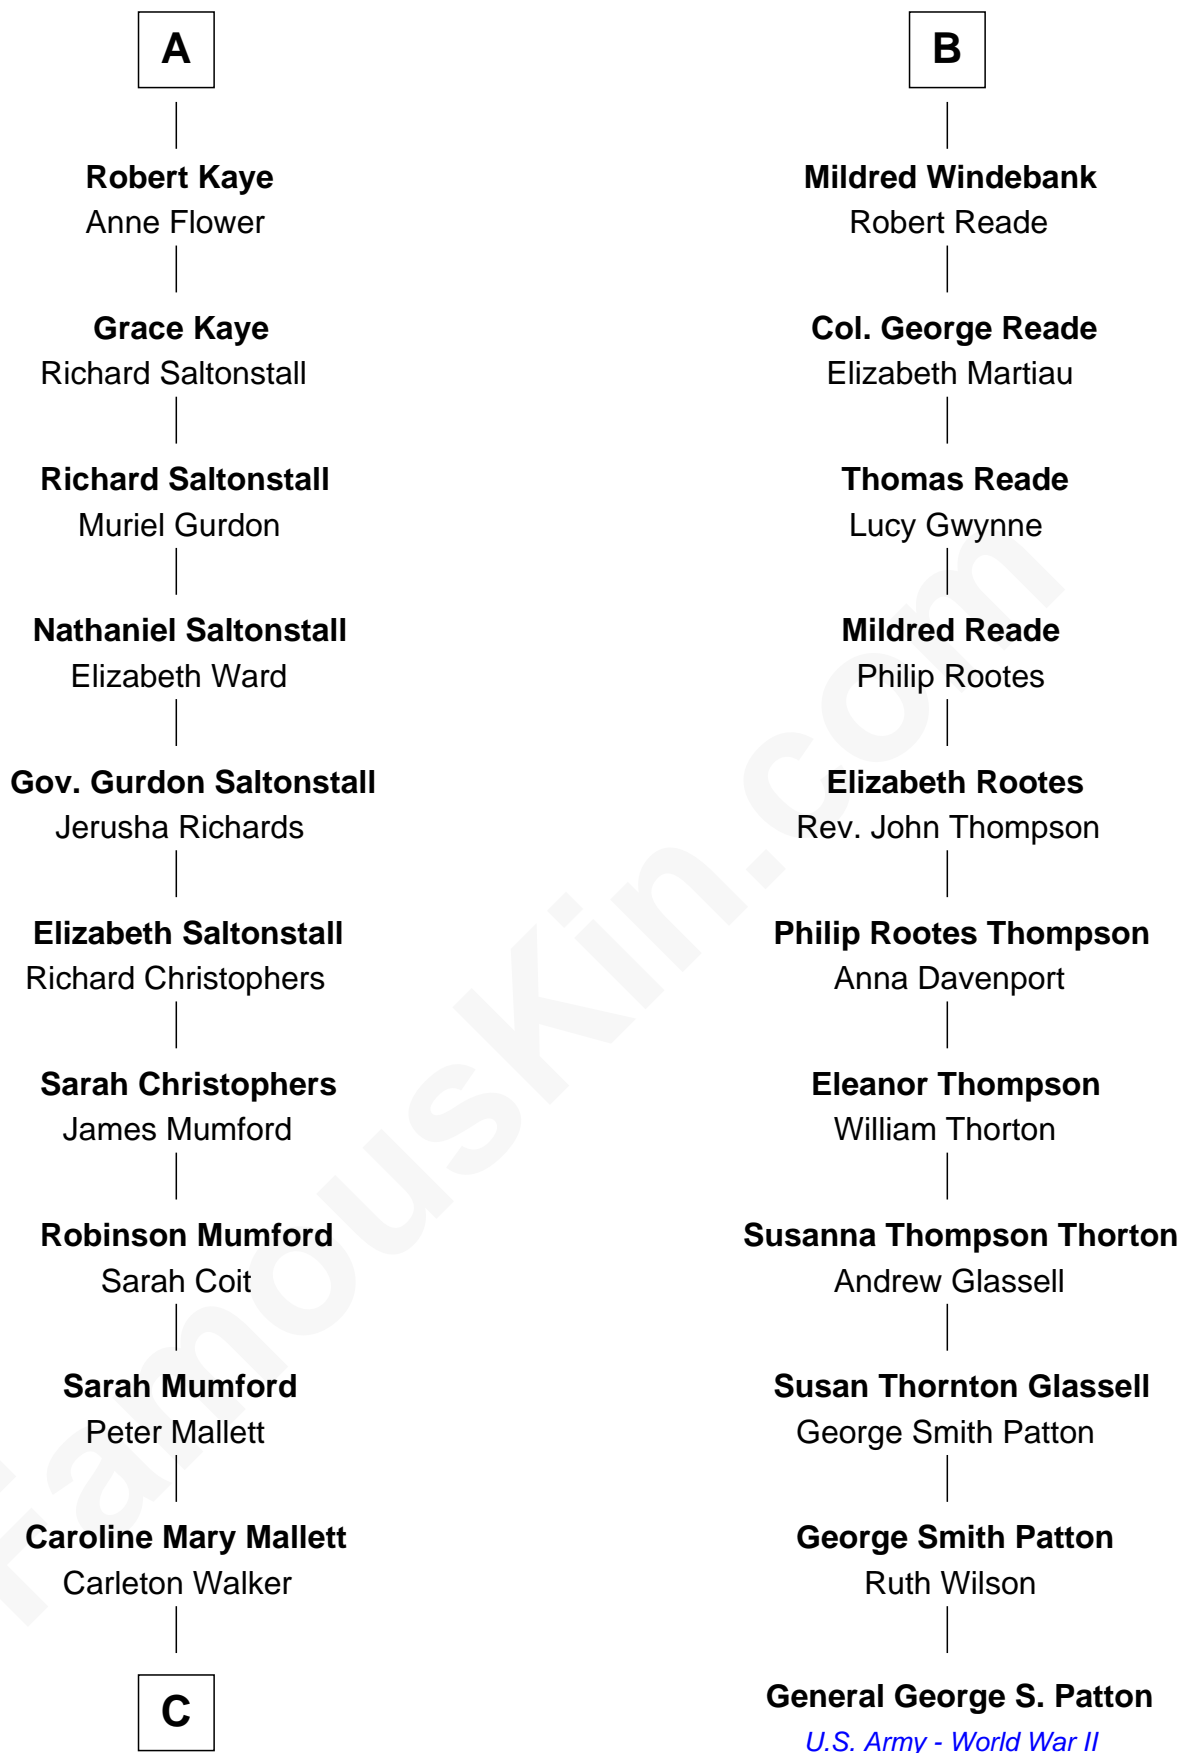 A
Robert Kaye
Anne Flower
Grace Kaye
Richard Saltonstall
Richard Saltonstall
Muriel Gurdon
Nathaniel Saltonstall
Elizabeth Ward
Gov. Gurdon Saltonstall
Jerusha Richards
Elizabeth Saltonstall
Richard Christophers
Sarah Christophers
James Mumford
Robinson Mumford
Sarah Coit
Sarah Mumford
Peter Mallett
Caroline Mary Mallett
Carleton Walker
C
B
Mildred Windebank
Robert Reade
Col. George Reade
Elizabeth Martiau
Thomas Reade
Lucy Gwynne
Mildred Reade
Philip Rootes
Elizabeth Rootes
Rev. John Thompson
Philip Rootes Thompson
Anna Davenport
Eleanor Thompson
William Thorton
Susanna Thompson Thorton
Andrew Glassell
Susan Thornton Glassell
George Smith Patton
George Smith Patton
Ruth Wilson
General George S. Patton
U.S. Army - World War II
FamousKin.com